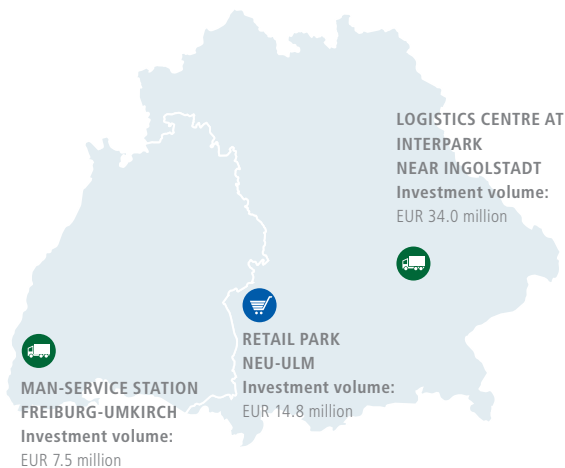 LOGISTICS CENTRE AT
INTERPARK
NEAR INGOLSTADT
Investment volume:
EUR 34.0 million
RETAIL PARK
NEU-ULM
Investment volume:
EUR 14.8 million
MAN-SERVICE STATION
FREIBURG-UMKIRCH
Investment volume:
EUR 7.5 million